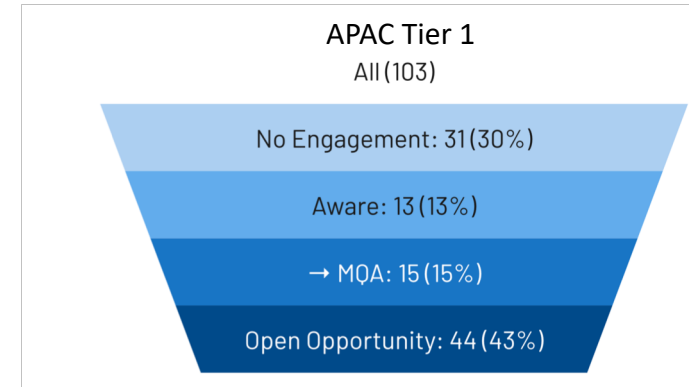 APAC Tier 1
All (103)
No Engagement: 31 (30%)
Aware: 13 (13%)
→ MQA: 15 (15%)
Open Opportunity: 44 (43%)